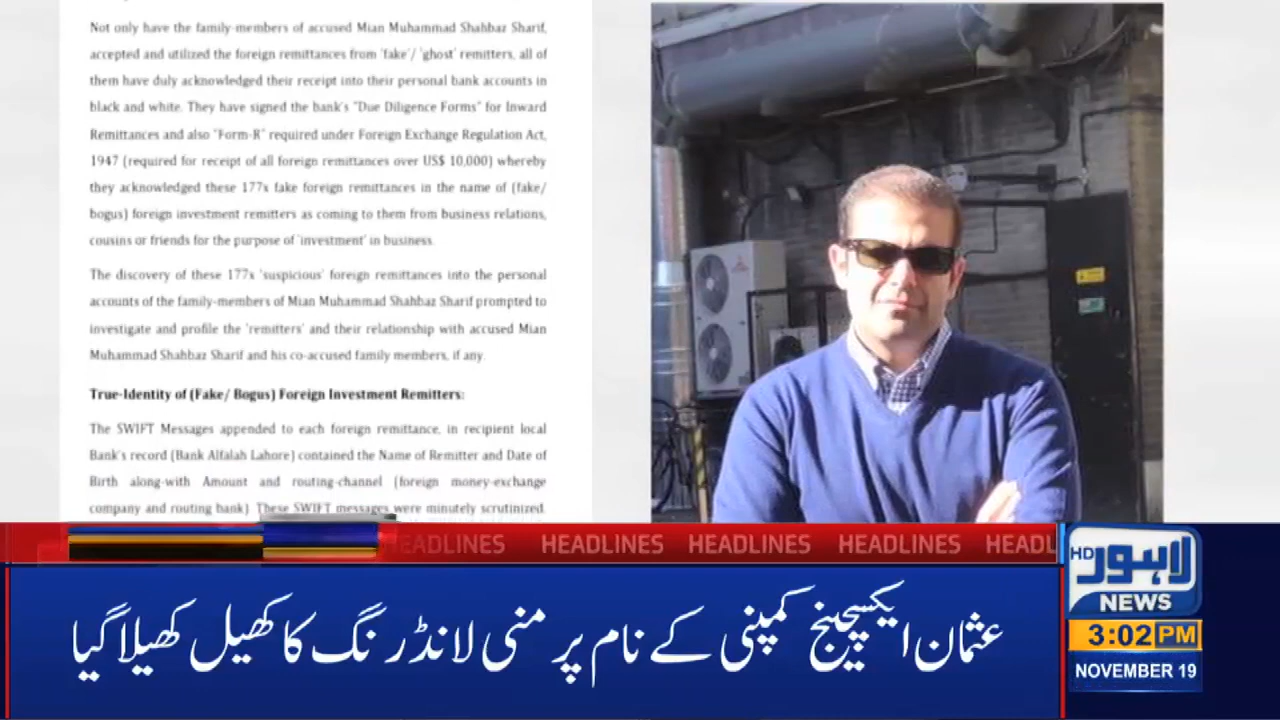 Not only have the family-members of accused Mian Muhammad Shahbaz Sharif,
accepted and utilized the foreign remittances from 'fake'/ 'ghost' remitters, all of
them have duly acknowledged their receipt into their personal bank accounts in
black and white. They have signed the bank's "Due Diligence Forms" for Inward
Remittances and also "Form-R" required under Foreign Exchange Regulation Act,
1947 (required for receipt of all foreign remittances over US$ 10,000) whereby
they acknowledged these 177s fake foreign remittances in the name of (fake/
bogus) foreign investment remitters as coming to them from business relations,
cousins or friends for the purpose of 'investment' in business.
The discovery of these 177s 'suspicious' foreign remittances into the personal
accounts of the family-members of Mian Muhammad Shahbaz Sharif prompted to
investigate and profile the 'remitters' and their relationship with accused Mian
Muhammad Shahbaz Sharif and his co-accused family members, if any.
True-Identity of (Fake/ Bogus) Foreign Investment Remitters:
The SWIFT Messages appended to each foreign remittance, in recipient local
Bank's record (Bank Alfalah Lahore) contained the Name of Remitter and Date of
Birth along-with Amount and routing-channel (foreign money-exchange
company and routing bank). These SWIFT messages were minutely scrutinized.
EADLINES HEADLINES HEADLINES HEADLINES HEADL
عثمان ایکسچینج کمپنی کے نام پر منی لانڈرنگ کا کھیل کھیلا گیا
HD لاہور
NEWS
3:02 PM
NOVEMBER 19